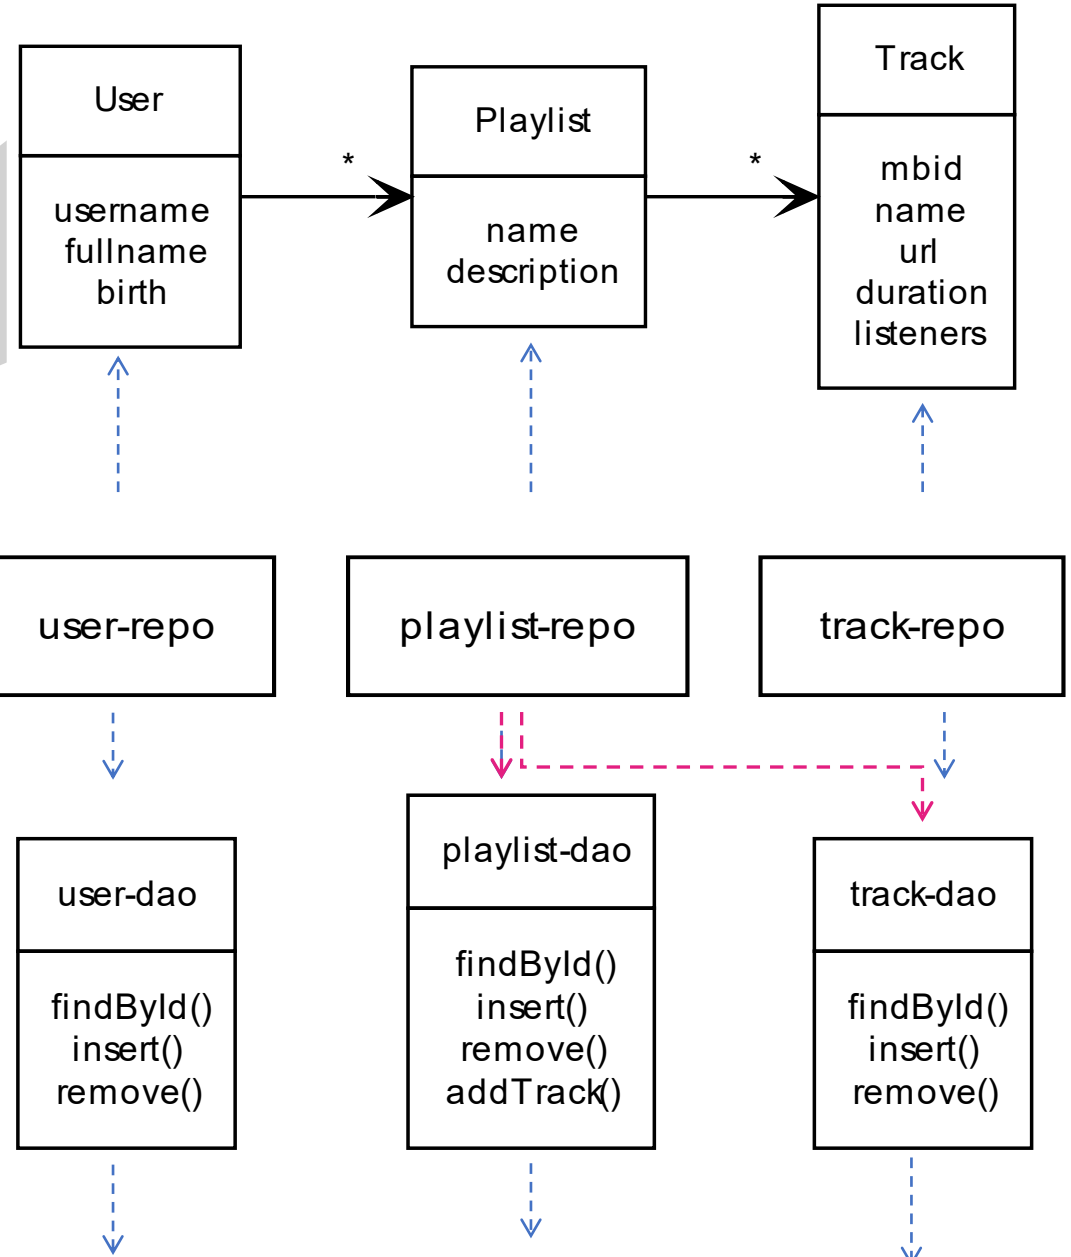 User
username
fullname
birth
*
Playlist
name
description
*
Track
mbid
name
url
duration
listeners
user-repo
playlist-repo
track-repo
user-dao
findById()
insert()
remove()
playlist-dao
findById()
insert()
remove()
addTrack()
track-dao
findById()
insert()
remove()